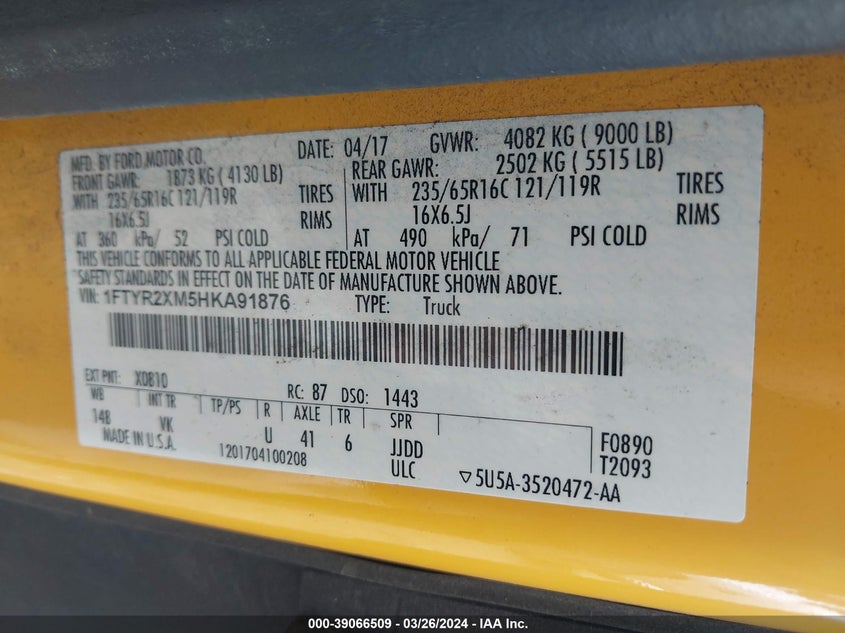 MFD. BY FORD MOTOR CO. DATE: 04/17 GVWR: 4082 KG ( 9000 LB)
FRONT GAWR: 1873 KG ( 4130 LB) REAR GAWR: 2502 KG ( 5515 LB)
WITH 235/65R16C 121/119R TIRES WITH 235/65R16C 121/119R TIRES
16X6.5J RIMS 16X6.5J RIMS
AT 360 kPa/ 52 PSI COLD AT 490 kPa/ 71 PSI COLD
THIS VEHICLE CONFORMS TO ALL APPLICABLE FEDERAL MOTOR VEHICLE
SAFETY STANDARDS IN EFFECT ON THE DATE OF MANUFACTURE SHOWN ABOVE.
VIN: 1FTYR2XM5HKA91876 TYPE: Truck
EXT PNT: XDB10 RC: 87 DSO: 1443
WB INT TR TP/PS R AXLE TR SPR
148 VK U 41 6 JJDD F0890
MADE IN U.S.A. 1201704100208 ULC T2093
▽5U5A-3520472-AA
000-39066509 - 03/26/2024 - IAA Inc.